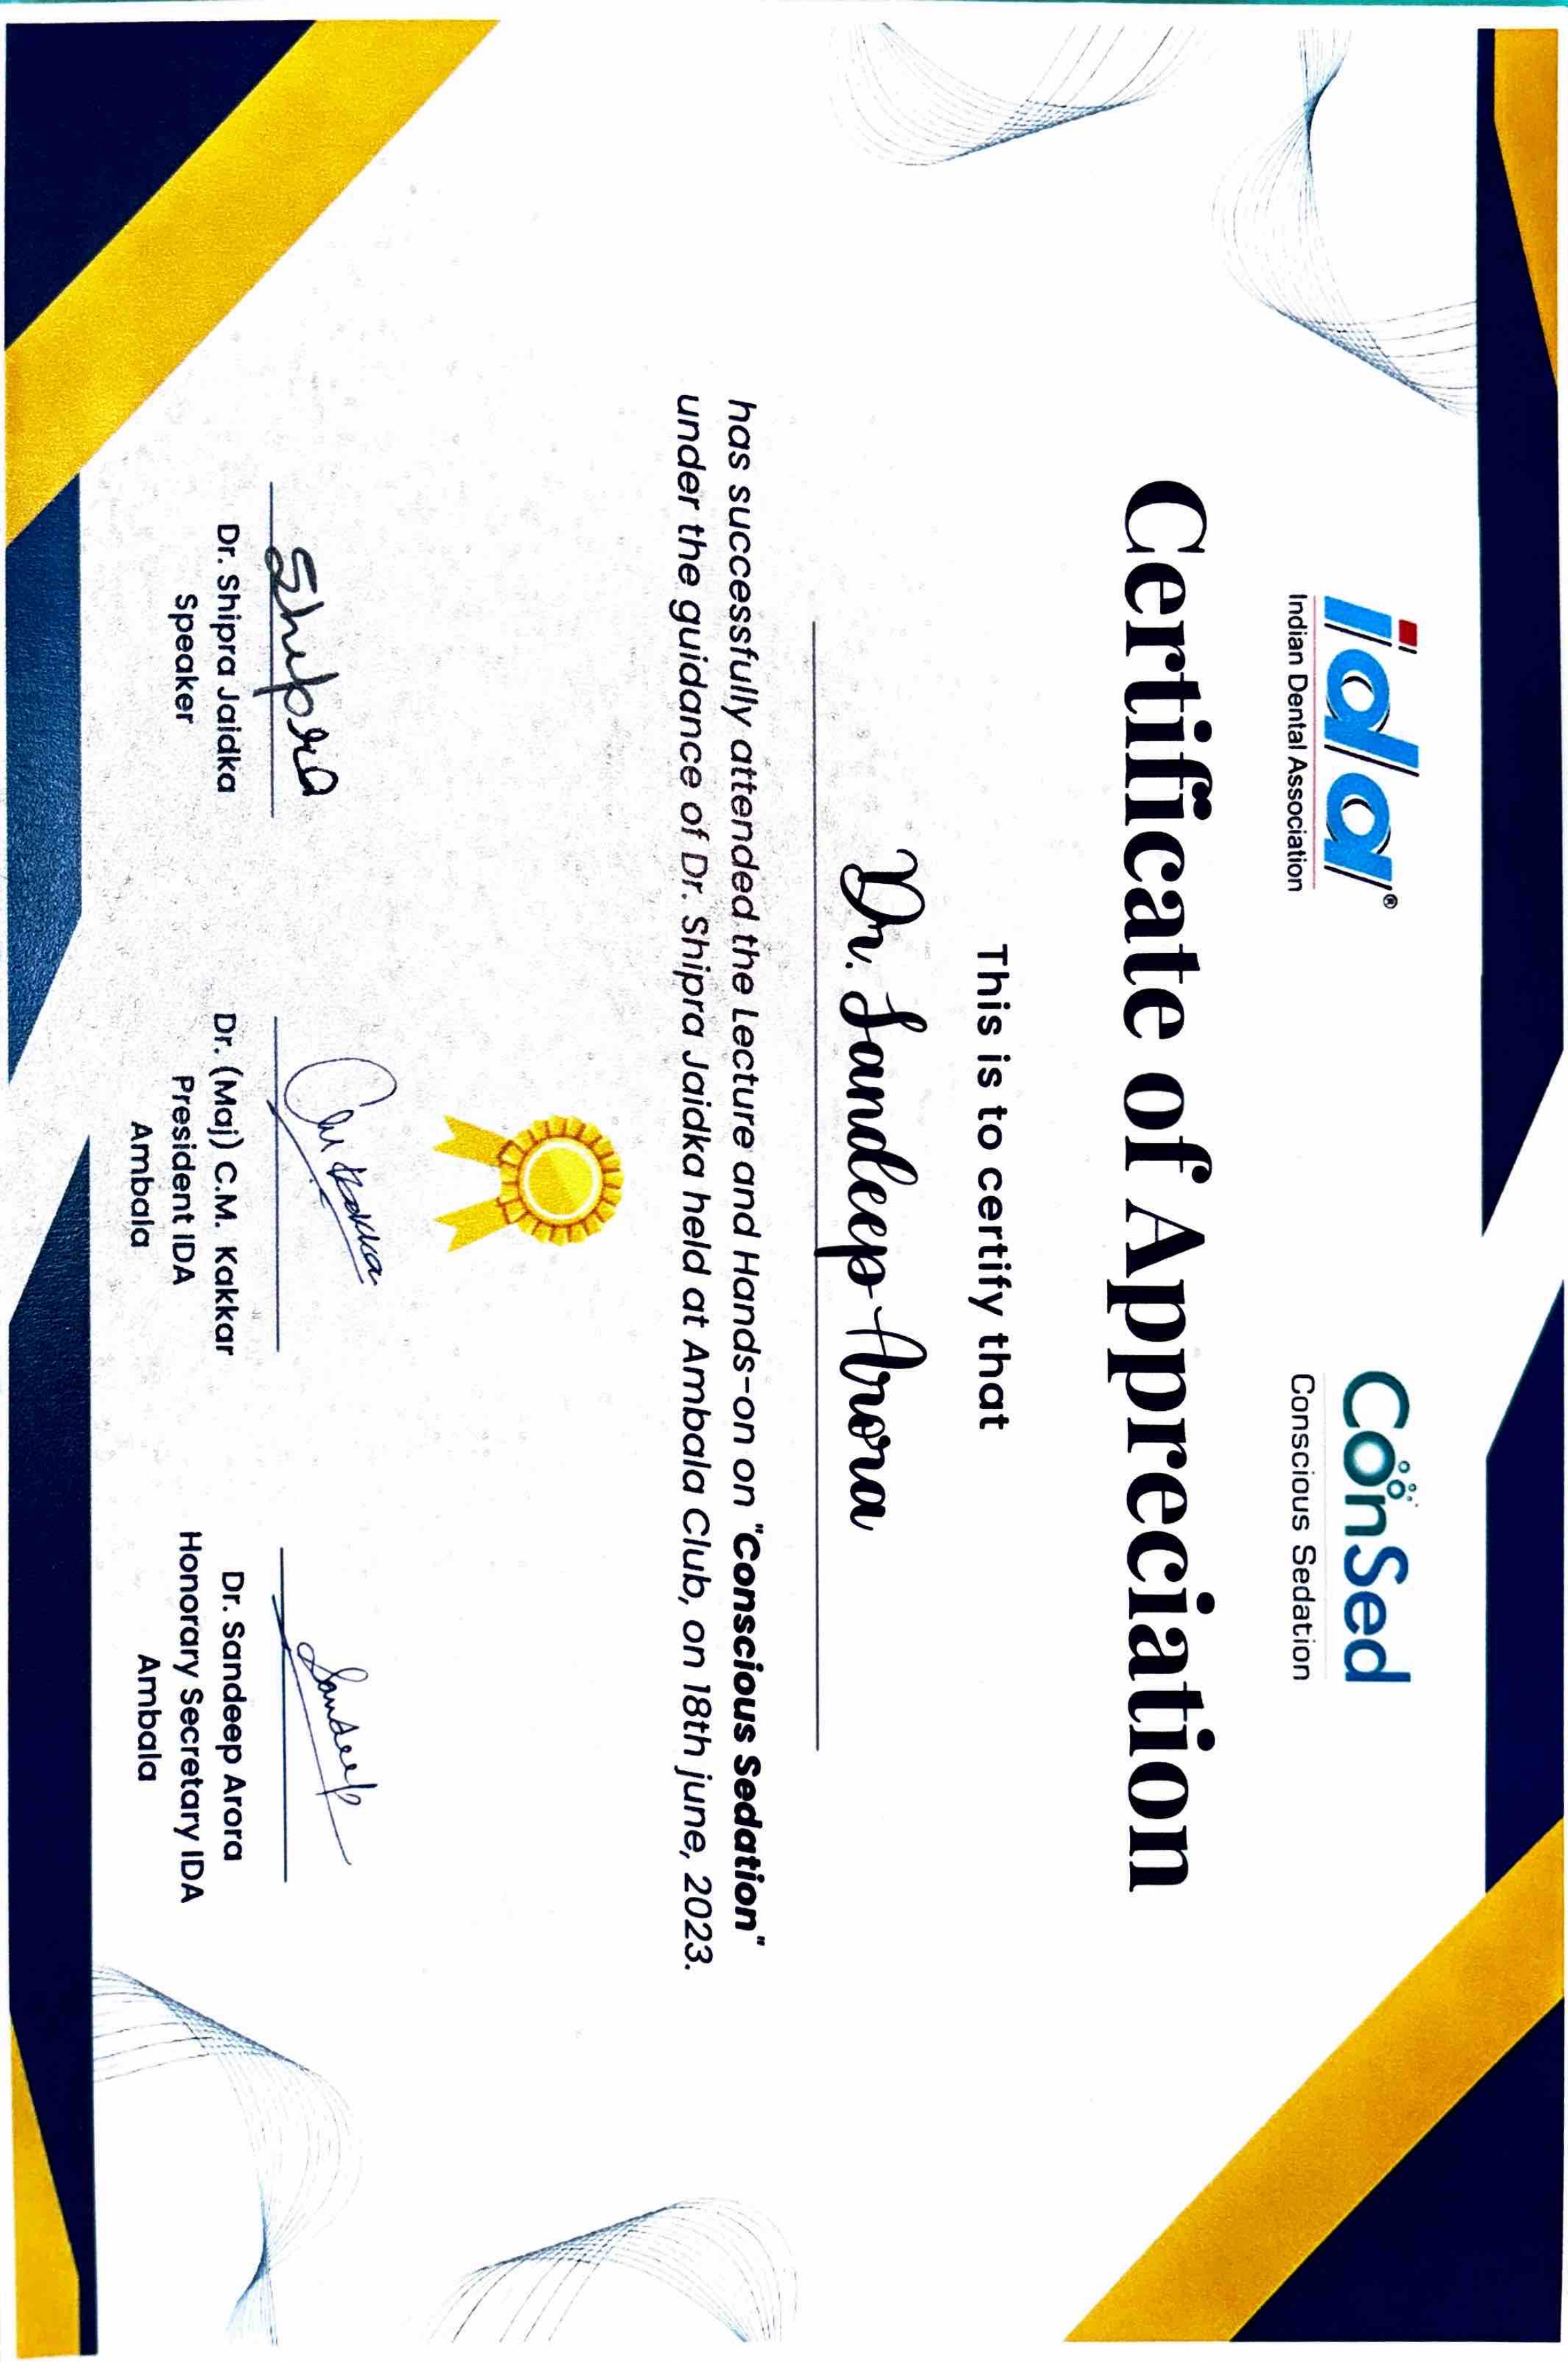 ida®
Indian Dental Association
ConSed
Conscious Sedation
Certificate of Appreciation
This is to certify that
Dr. Sandeep Arora
has successfully attended the Lecture and Hands-on on "Conscious Sedation"
under the guidance of Dr. Shipra Jaidka held at Ambala Club, on 18th june, 2023.
Shipra
CM Kakkar
Sandeep
Dr. Shipra Jaidka
Speaker
Dr. (Maj) C.M. Kakkar
President IDA
Ambala
Dr. Sandeep Arora
Honorary Secretary IDA
Ambala